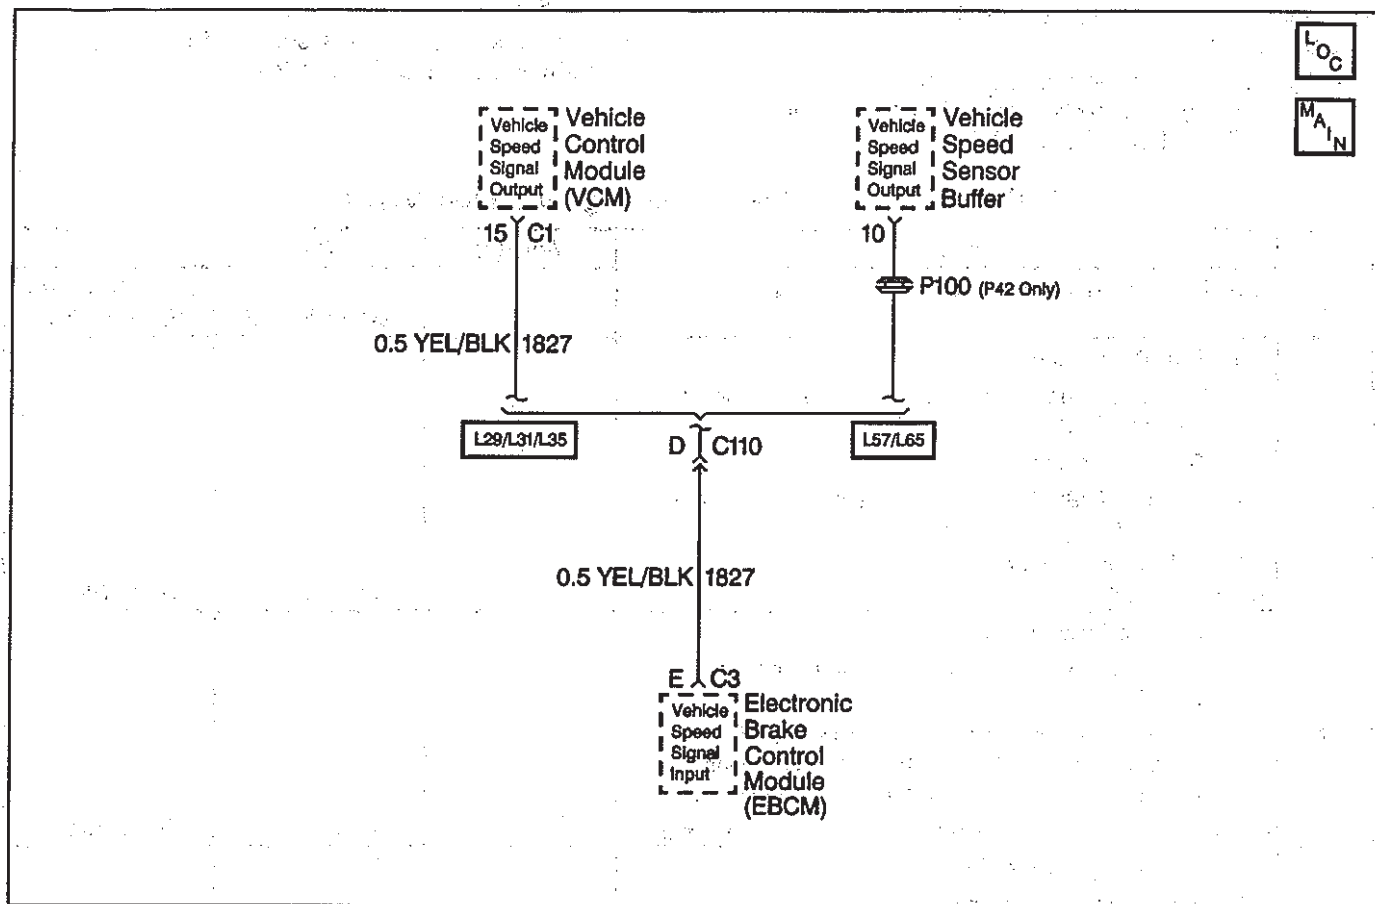 LOC
MAIN
Vehicle
Speed
Signal
Output
Vehicle
Control
Module
(VCM)
Vehicle
Speed
Signal
Output
Vehicle
Speed
Sensor
Buffer
15 C1
10
P100 (P42 Only)
0.5 YEL/BLK 1827
L29/L31/L35
D C110
L57/L65
0.5 YEL/BLK 1827
E C3
Vehicle
Speed
Signal
Input
Electronic
Brake
Control
Module
(EBCM)